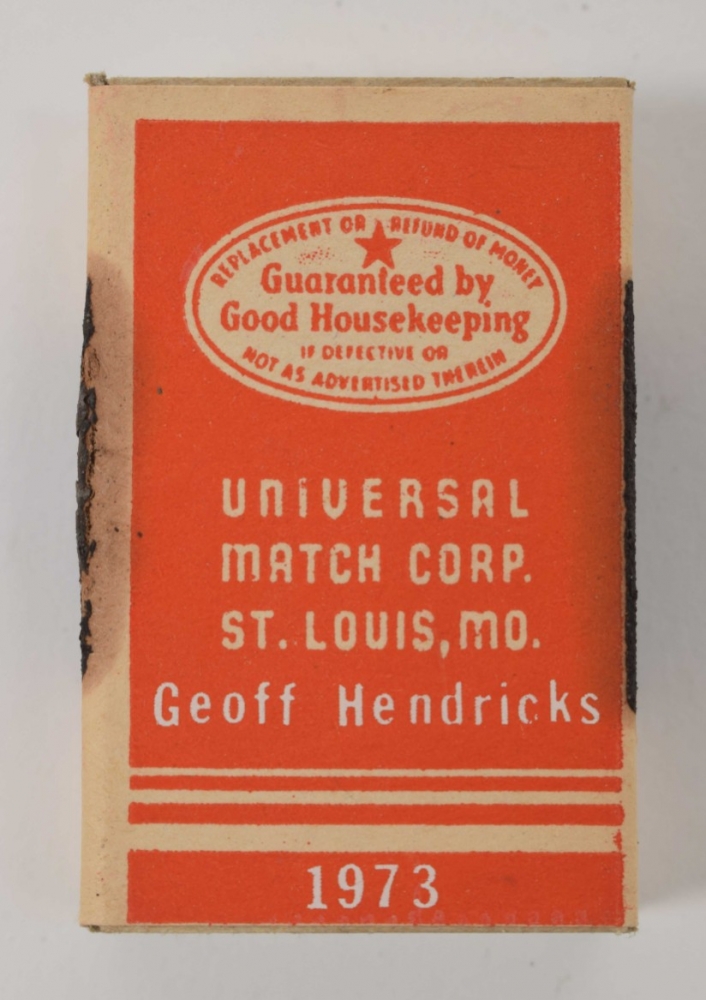 REPLACEMENT OR REFUND OF MONEY
Guaranteed by
Good Housekeeping
IF DEFECTIVE OR
NOT AS ADVERTISED THEREIN
UNIVERSAL
MATCH CORP.
ST. LOUIS, MO.
Geoff Hendricks
1973